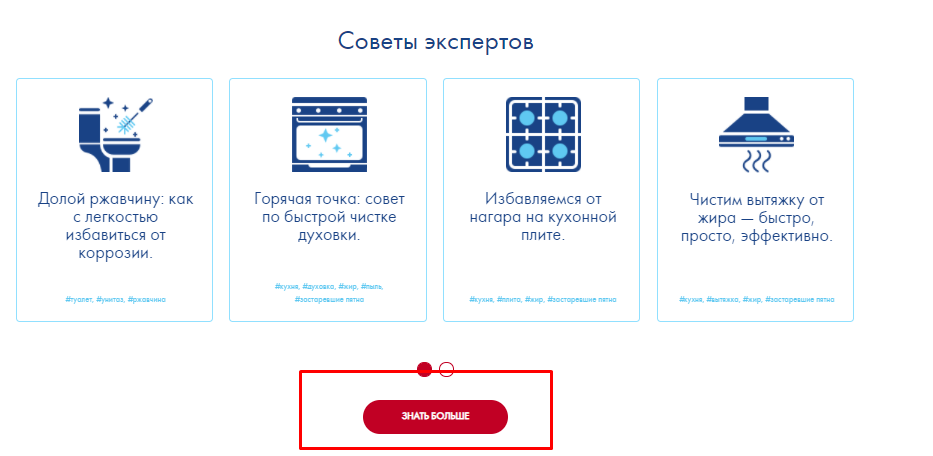 Советы экспертов
Долой ржавчину: как
с легкостью
избавиться от
коррозии.
#туалет, #унитаз, #ржавчина
Горячая точка: совет
по быстрой чистке
духовки.
#кухня, #духовка, #жир, #пыль,
#застаревшие пятна
Избавляемся от
нагара на кухонной
плите.
#кухня, #плита, #жир, #застаревшие пятна
Чистим вытяжку от
жира — быстро,
просто, эффективно.
#кухня, #вытяжка, #жир, #застаревшие пятна
ЗНАТЬ БОЛЬШЕ